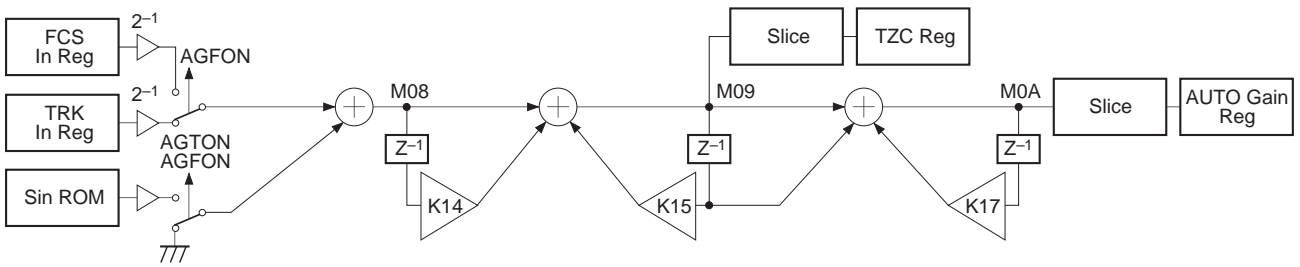 FCS
In Reg
2–1
AGFON
TRK
In Reg
2–1
AGTON
AGFON
Sin ROM
M08
Z–1
K14
Slice
TZC Reg
M09
Z–1
K15
M0A
Z–1
K17
Slice
AUTO Gain
Reg